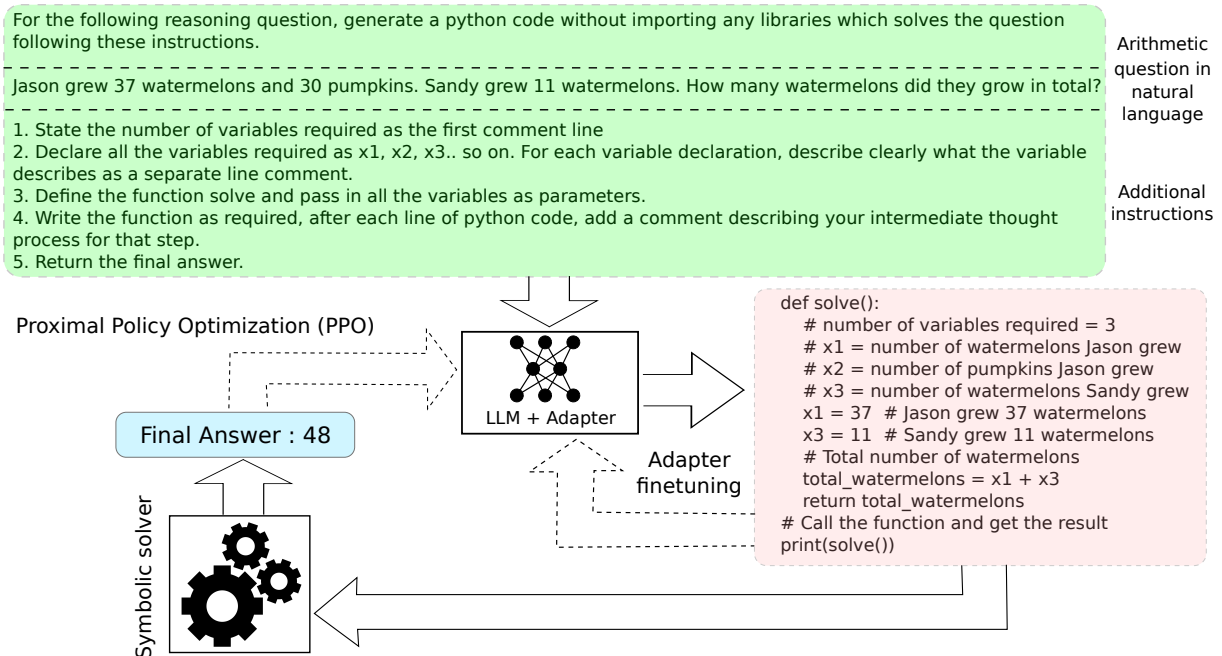 For the following reasoning question, generate a python code without importing any libraries which solves the question
following these instructions.
Jason grew 37 watermelons and 30 pumpkins. Sandy grew 11 watermelons. How many watermelons did they grow in total?
1. State the number of variables required as the first comment line
2. Declare all the variables required as x1, x2, x3.. so on. For each variable declaration, describe clearly what the variable
describes as a separate line comment.
3. Define the function solve and pass in all the variables as parameters.
4. Write the function as required, after each line of python code, add a comment describing your intermediate thought
process for that step.
5. Return the final answer.
Arithmetic
question in
natural
language
Additional
instructions
Proximal Policy Optimization (PPO)
LLM + Adapter
def solve():
# number of variables required = 3
# x1 = number of watermelons Jason grew
# x2 = number of pumpkins Jason grew
# x3 = number of watermelons Sandy grew
x1 = 37  # Jason grew 37 watermelons
x3 = 11  # Sandy grew 11 watermelons
# Total number of watermelons
total_watermelons = x1 + x3
return total_watermelons
# Call the function and get the result
print(solve())
Adapter
finetuning
Final Answer : 48
Symbolic solver